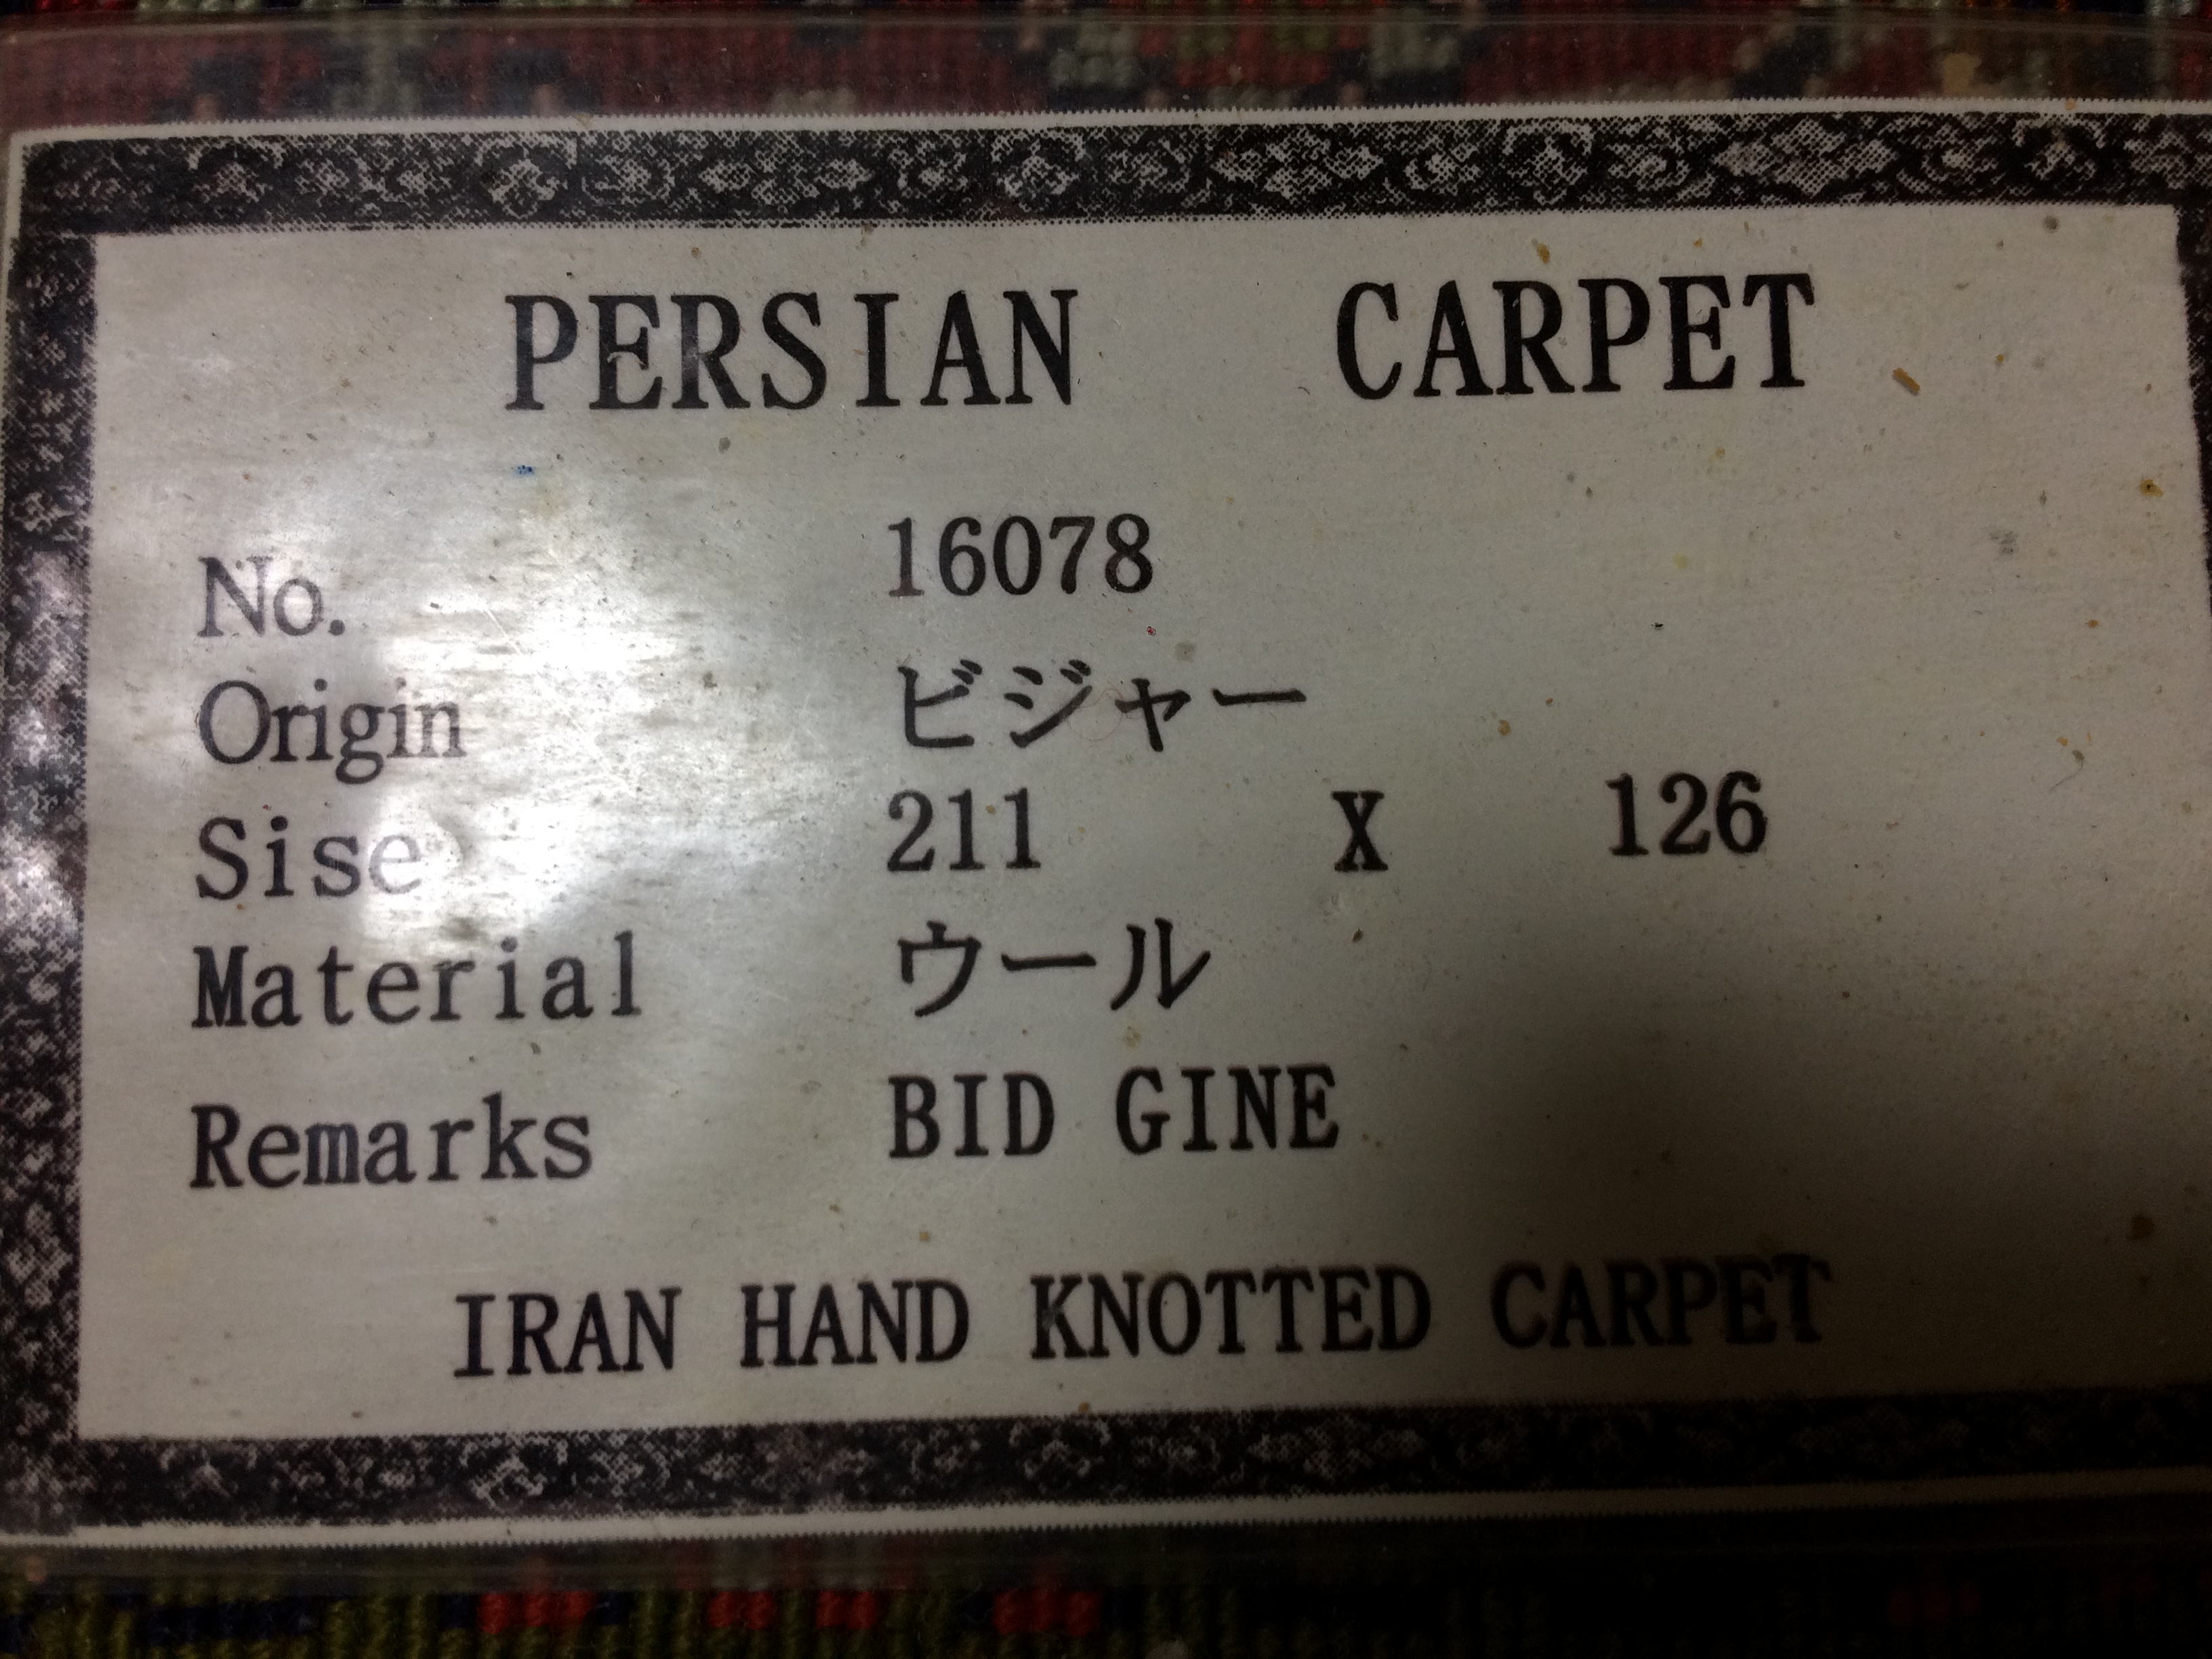 PERSIAN CARPET
No. 16078
Origin ビジャー
Sise 211 X 126
Material ウール
Remarks BID GINE
IRAN HAND KNOTTED CARPET